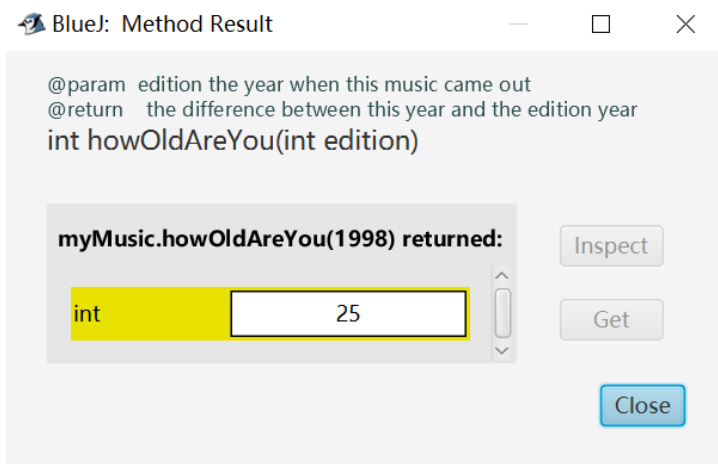 BlueJ: Method Result
@param edition the year when this music came out
@return the difference between this year and the edition year
int howOldAreYou(int edition)
myMusic.howOldAreYou(1998) returned:
Inspect
int 25
Get
Close